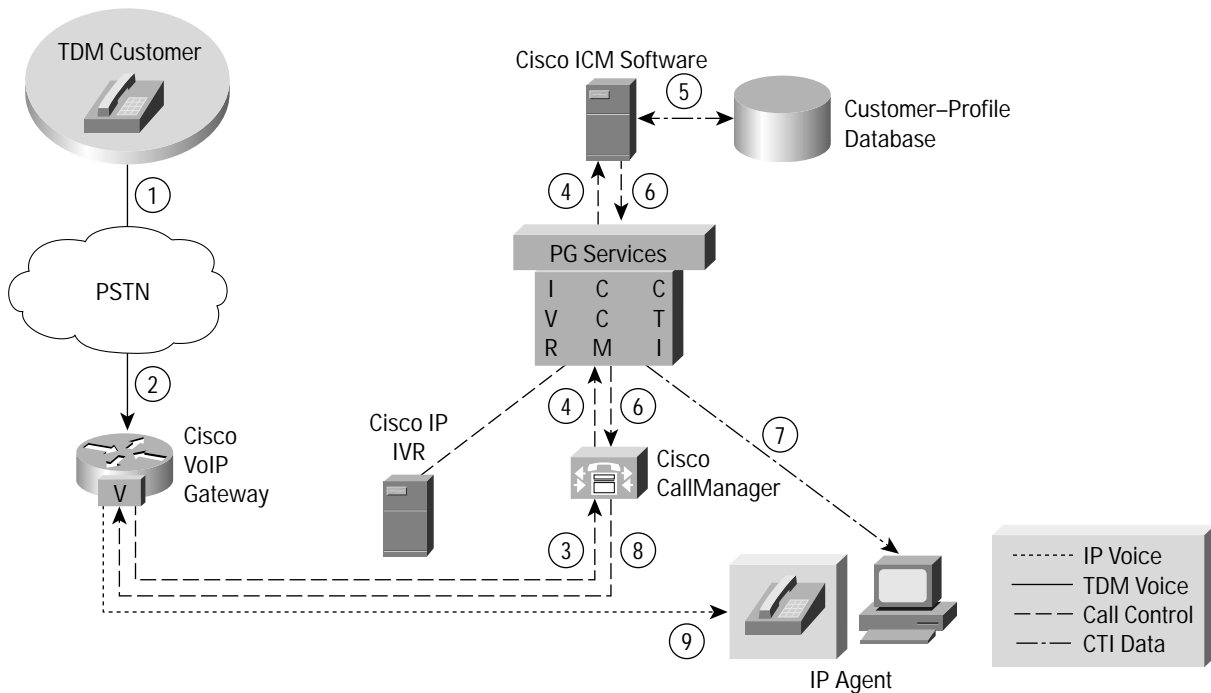 TDM Customer
1
PSTN
2
Cisco
VoIP
Gateway
V
Cisco ICM Software
5
Customer–Profile
Database
4
6
PG Services
I C C
V C T
R M I
4
6
7
Cisco IP
IVR
Cisco
CallManager
3
8
9
IP Agent
IP Voice
TDM Voice
Call Control
CTI Data